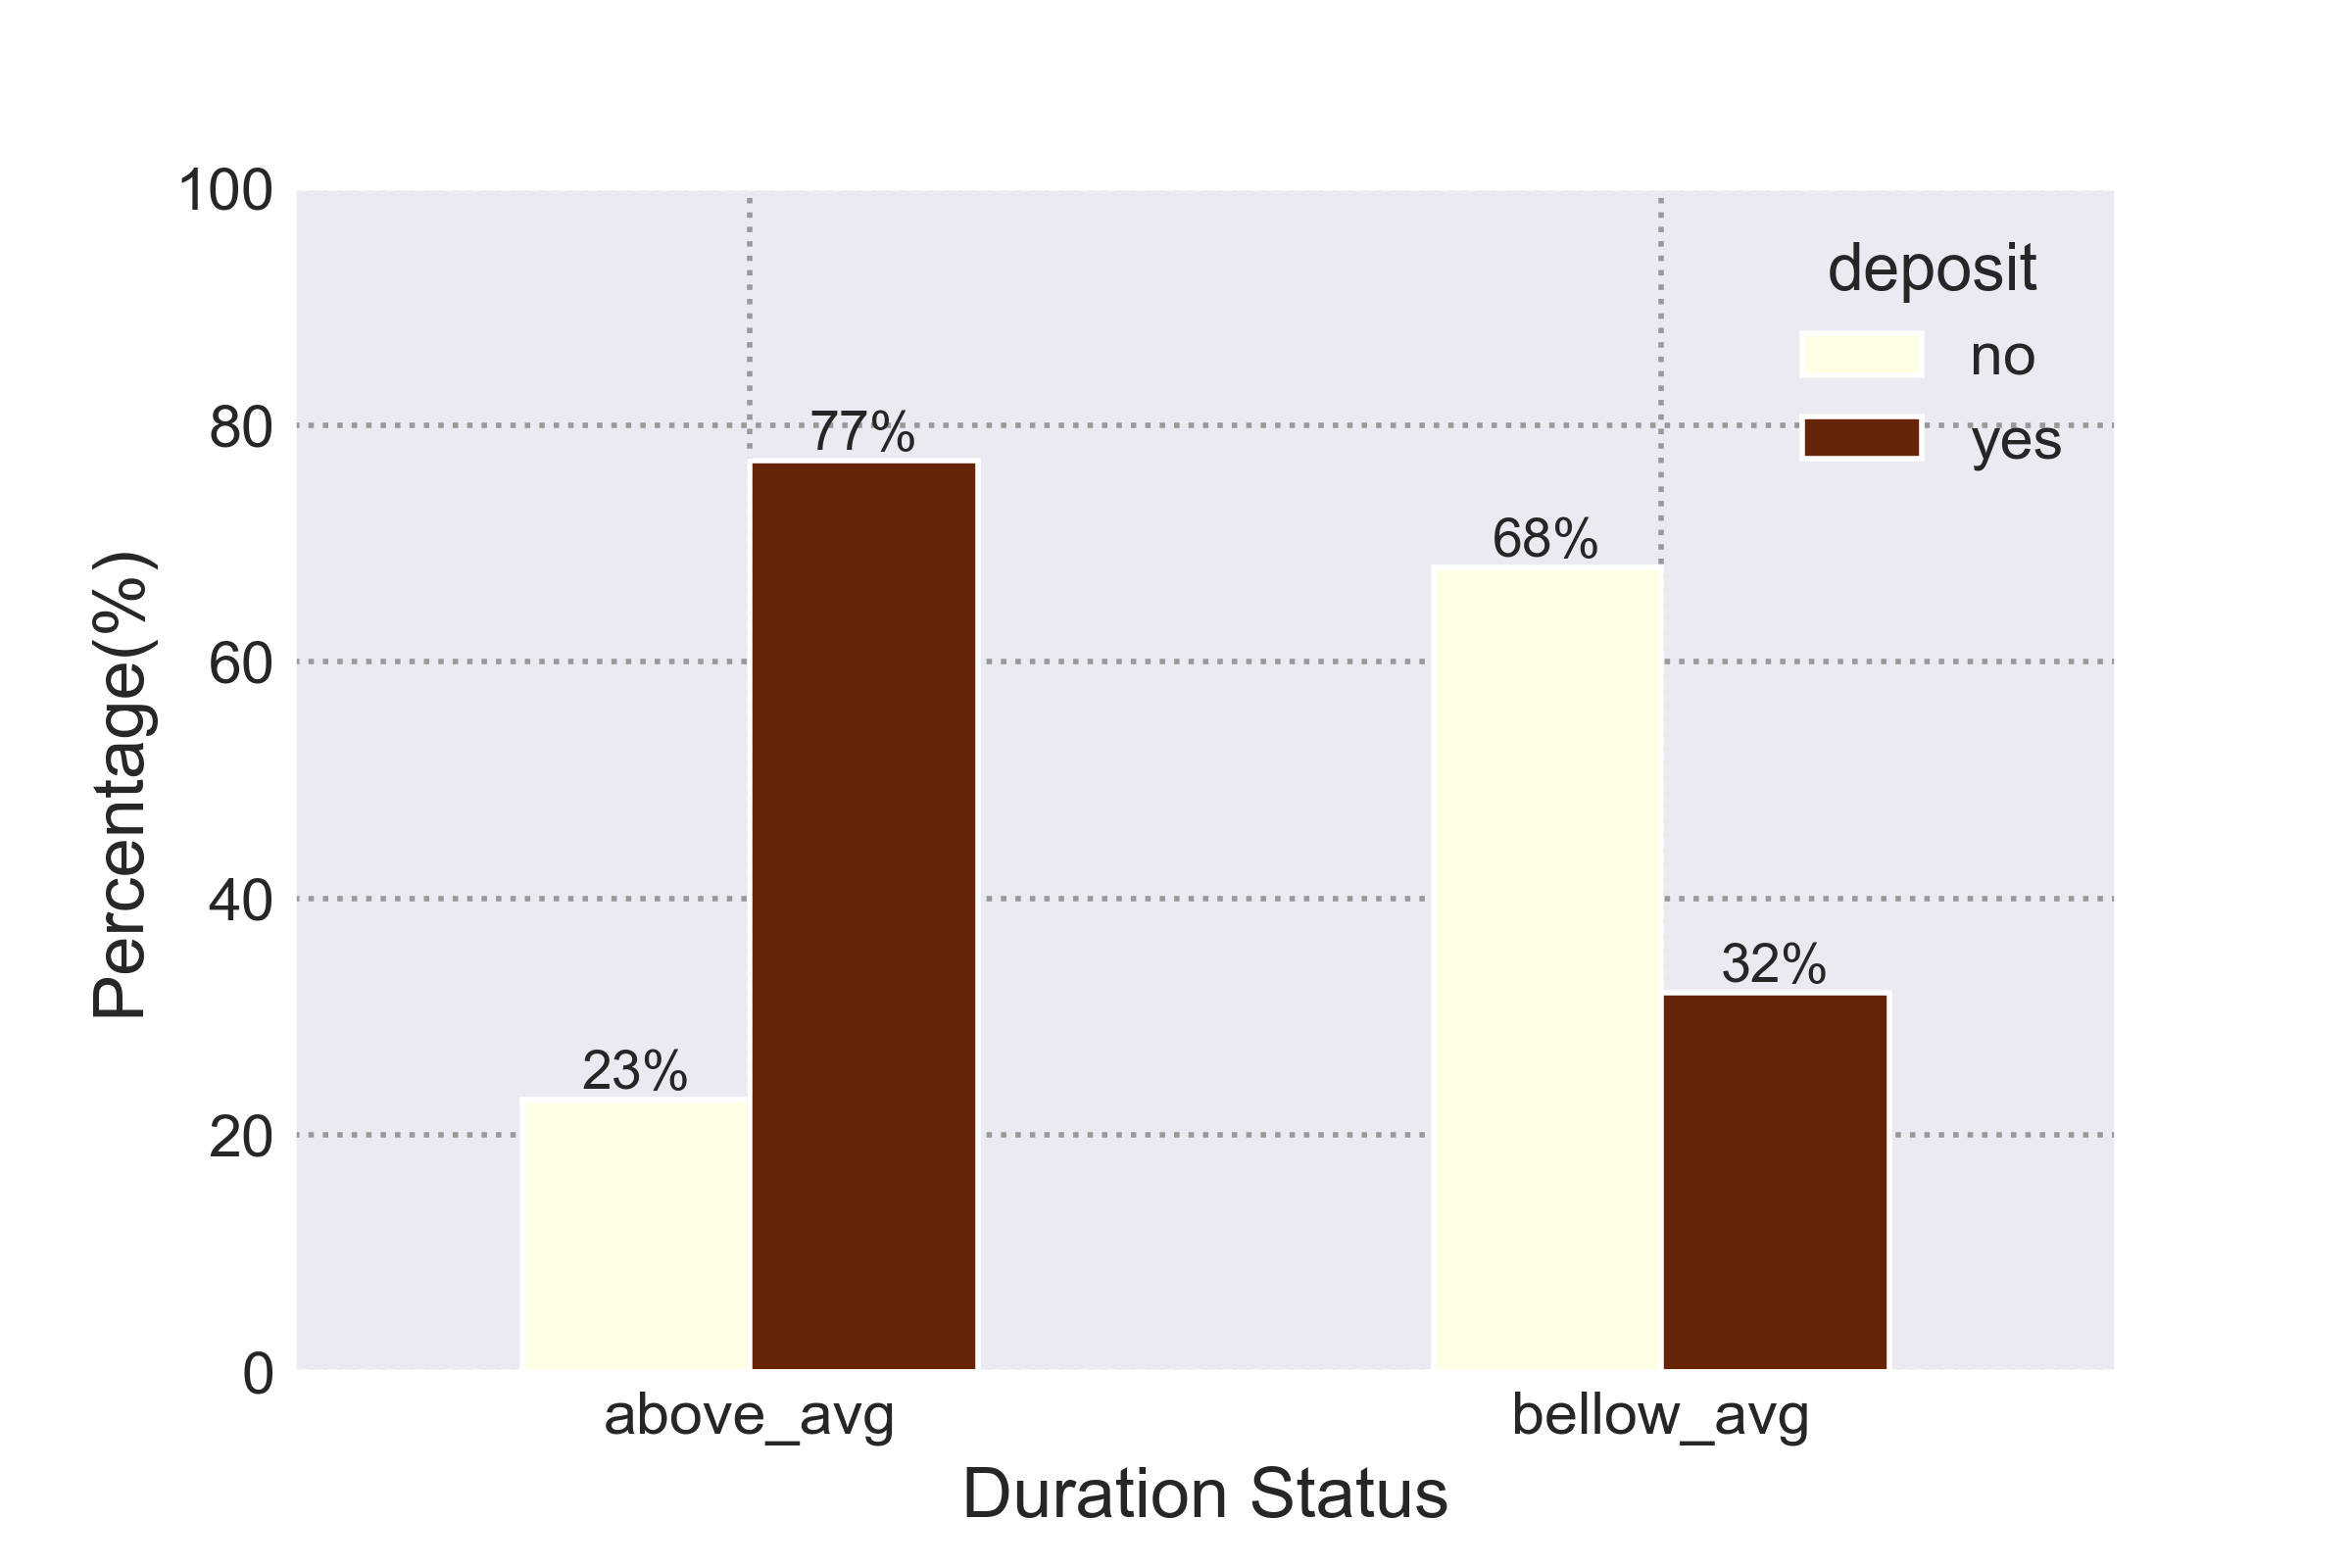 100
80
60
40
20
0
Percentage(%)
deposit
no
yes
77%
68%
32%
23%
above_avg
bellow_avg
Duration Status